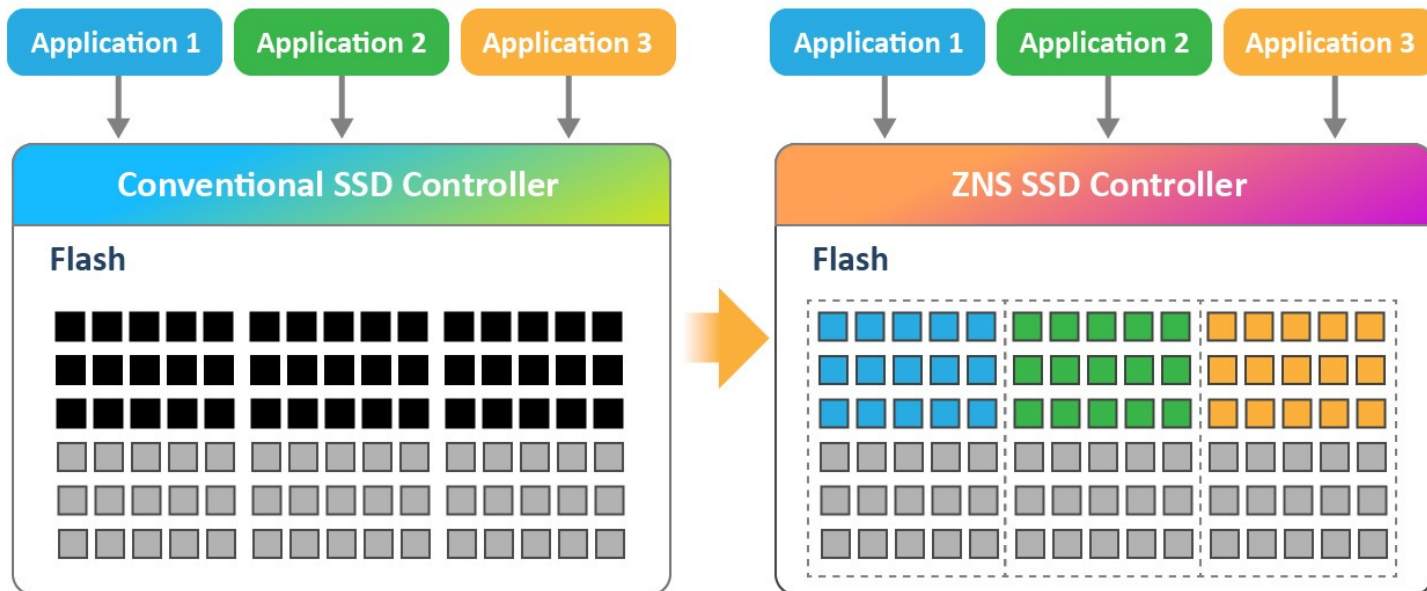 Application 1
Application 2
Application 3
Conventional SSD Controller
Flash
Application 1
Application 2
Application 3
ZNS SSD Controller
Flash